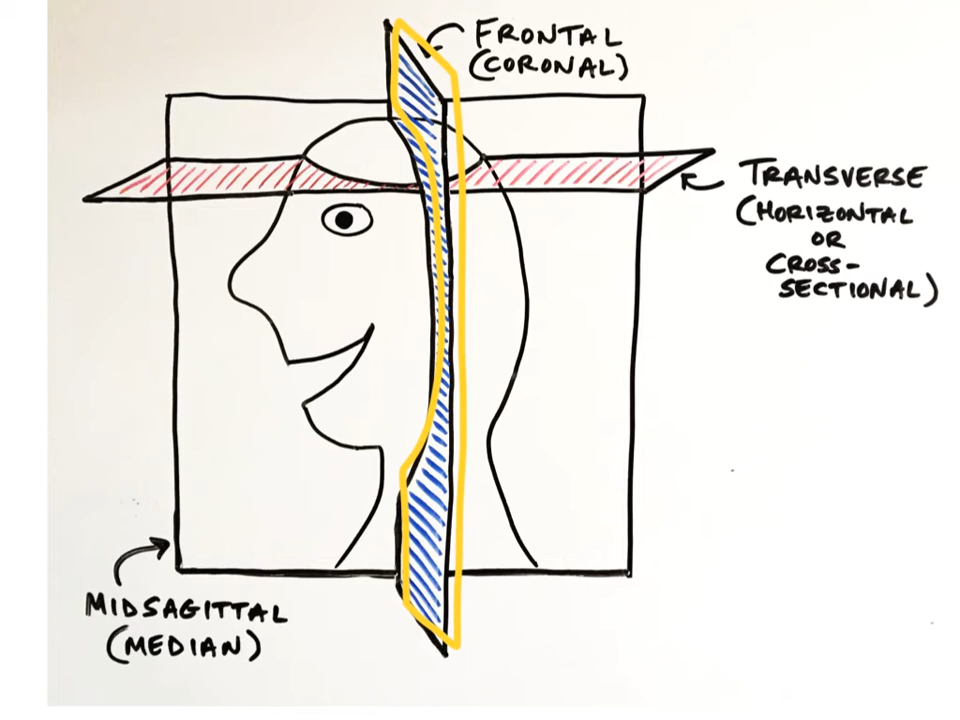 FRONTAL
(CORONAL)
TRANSVERSE
(HORIZONTAL
OR
CROSS-
SECTIONAL)
MIDSAGITTAL
(MEDIAN)